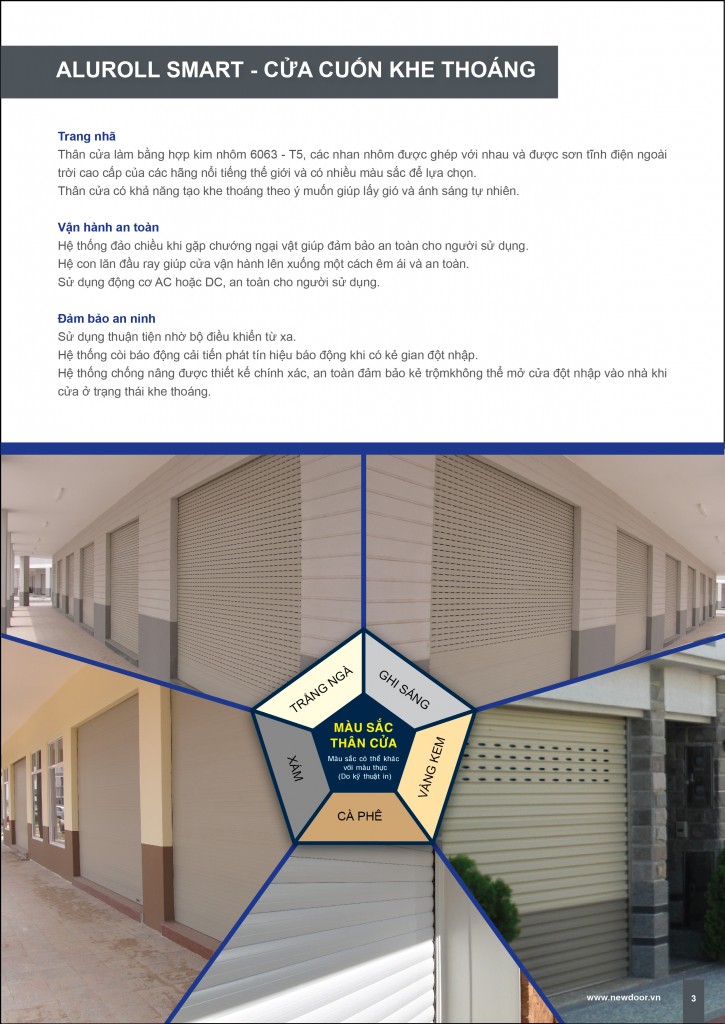 ALUROLL SMART - CỬA CUỐN KHE THOÁNG
Trang nhã
Thân cửa làm bằng hợp kim nhôm 6063 - T5, các nhan nhôm được ghép với nhau và được sơn tĩnh điện ngoài
trời cao cấp của các hãng nổi tiếng thế giới và có nhiều màu sắc để lựa chọn.
Thân cửa có khả năng tạo khe thoáng theo ý muốn giúp lấy gió và ánh sáng tự nhiên.
Vận hành an toàn
Hệ thống đảo chiều khi gặp chướng ngại vật giúp đảm bảo an toàn cho người sử dụng.
Hệ con lăn đầu ray giúp cửa vận hành lên xuống một cách êm ái và an toàn.
Sử dụng động cơ AC hoặc DC, an toàn cho người sử dụng.
Đảm bảo an ninh
Sử dụng thuận tiện nhờ bộ điều khiển từ xa.
Hệ thống còi báo động cải tiến phát tín hiệu báo động khi có kẻ gian đột nhập.
Hệ thống chống nâng được thiết kế chính xác, an toàn đảm bảo kẻ trộmkhông thể mở cửa đột nhập vào nhà khi
cửa ở trạng thái khe thoáng.
TRẮNG NGÀ
GHI SÁNG
MÀU SẮC
THÂN CỬA
Màu sắc có thể khác
với màu thực
(Do kỹ thuật in)
XÁM
VÀNG KEM
CÀ PHÊ
www.newdoor.vn
3